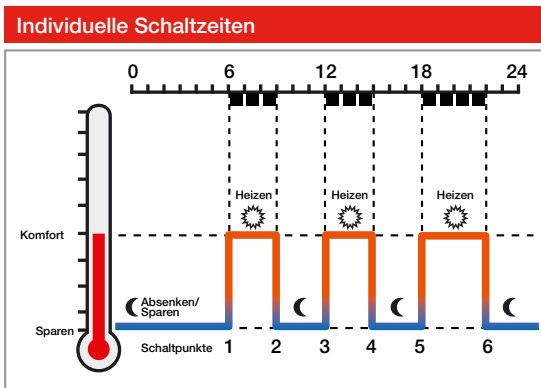 Individuelle Schaltzeiten
0 6 12 18 24
Heizen Heizen Heizen
Komfort
Absenken/
Sparen
Sparen
Schaltpunkte 1 2 3 4 5 6